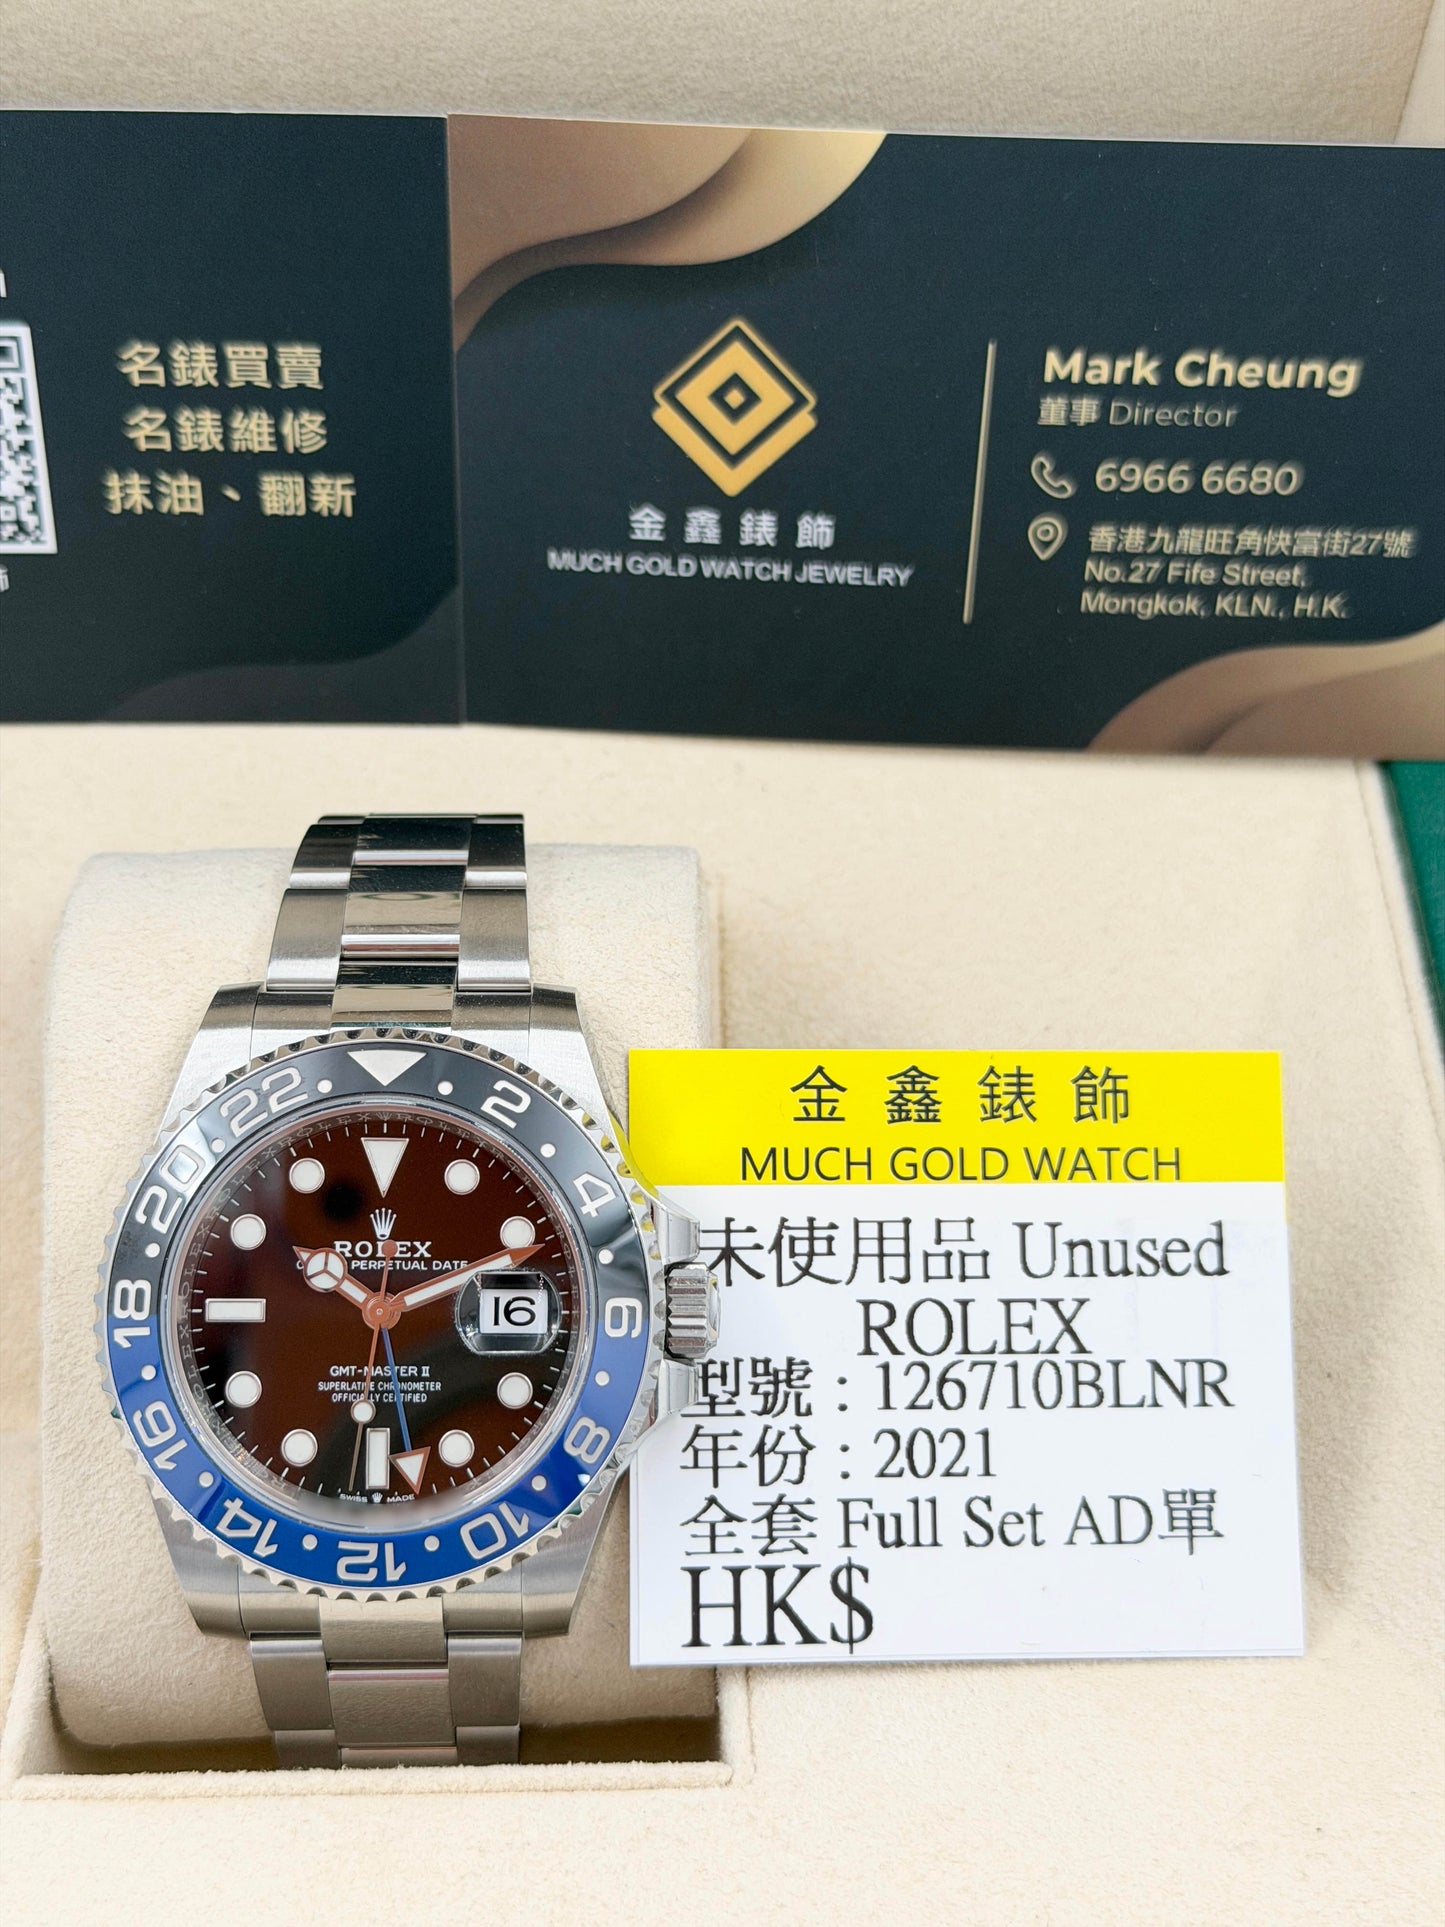 名錶買賣
名錶維修
抹油、翻新
金鑫錶飾
MUCH GOLD WATCH JEWELRY
Mark Cheung
董事 Director
6966 6680
香港九龍旺角快富街27號
No.27 Fife Street,
Mongkok, KLN., H.K.
金鑫錶飾
MUCH GOLD WATCH
未使用品 Unused
ROLEX
型號：126710BLNR
年份：2021
全套 Full Set AD單
HK$
22 2 20 4 18 6 16 8 14 12 10
ROLEX
PERPETUAL DATE
16
GMT-MASTER II
SUPERLATIVE CHRONOMETER
OFFICIALLY CERTIFIED
SWISS MADE